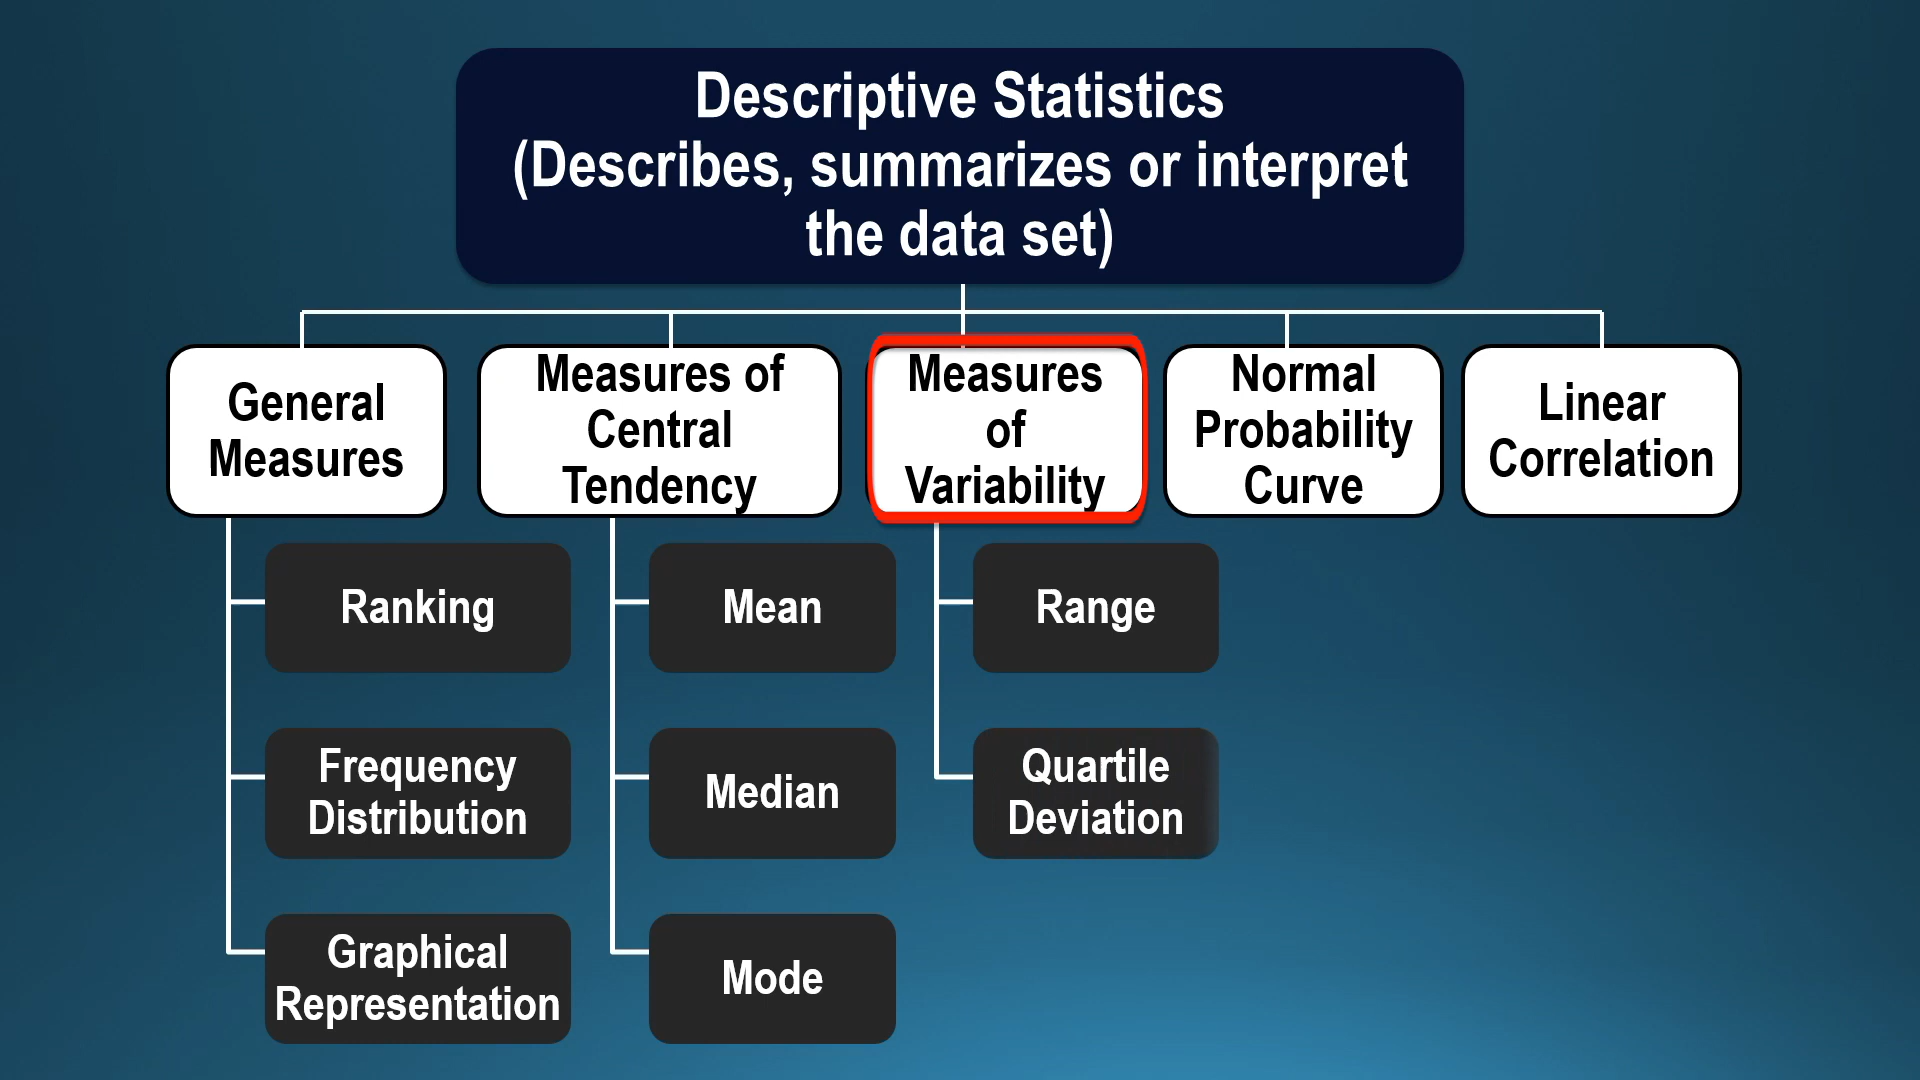 Descriptive Statistics
(Describes, summarizes or interpret
the data set)
General
Measures
Measures of
Central
Tendency
Measures
of
Variability
Normal
Probability
Curve
Linear
Correlation
Ranking
Frequency
Distribution
Graphical
Representation
Mean
Median
Mode
Range
Quartile
Deviation